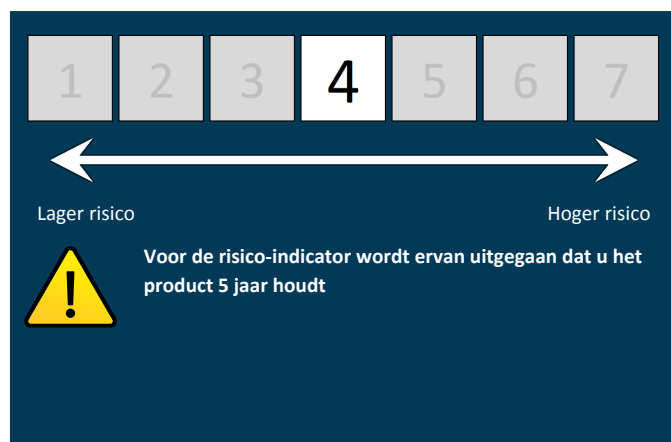 1 2 3 4 5 6 7
Lager risico Hoger risico
Voor de risico-indicator wordt ervan uitgegaan dat u het
product 5 jaar houdt